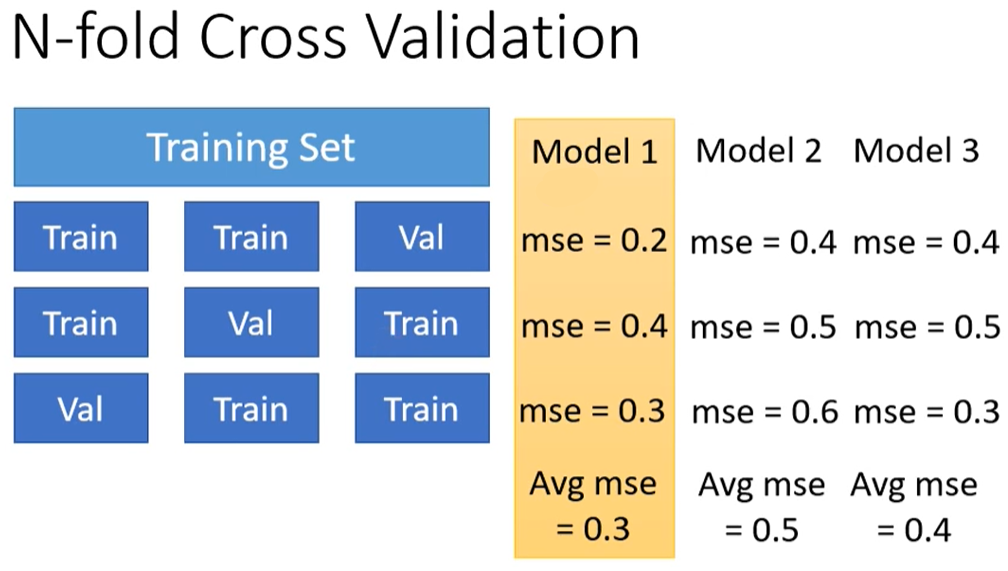 N-fold Cross Validation
Training Set
Model 1 Model 2 Model 3
Train Train Val mse = 0.2 mse = 0.4 mse = 0.4
Train Val Train mse = 0.4 mse = 0.5 mse = 0.5
Val Train Train mse = 0.3 mse = 0.6 mse = 0.3
Avg mse Avg mse Avg mse
= 0.3 = 0.5 = 0.4